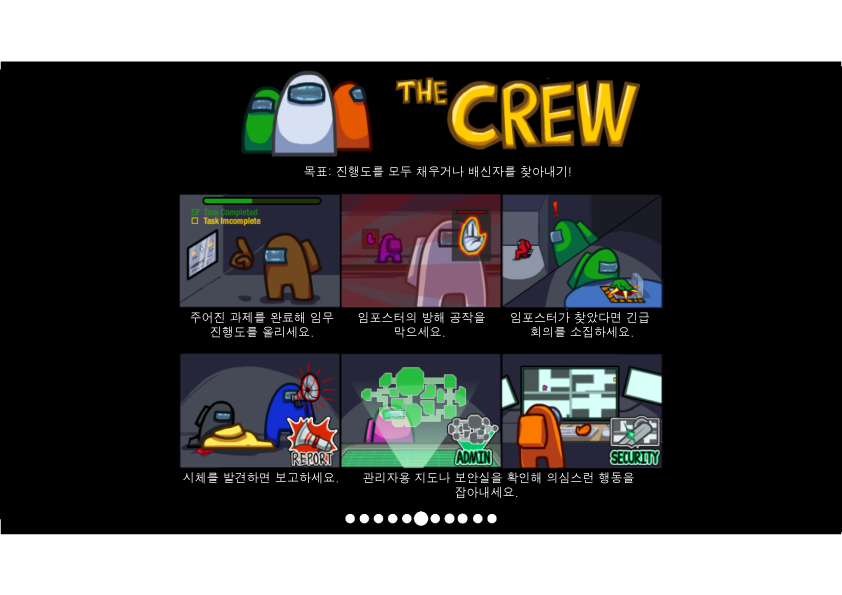 THE CREW
목표: 진행도를 모두 채우거나 배신자를 찾아내기!
Task Completed
Task Imcomplete
주어진 과제를 완료해 임무
진행도를 올리세요.
임포스터의 방해 공작을
막으세요.
임포스터가 찾았다면 긴급
회의를 소집하세요.
REPORT
ADMIN
SECURITY
시체를 발견하면 보고하세요.
관리자용 지도나 보안실을 확인해 의심스런 행동을
잡아내세요.